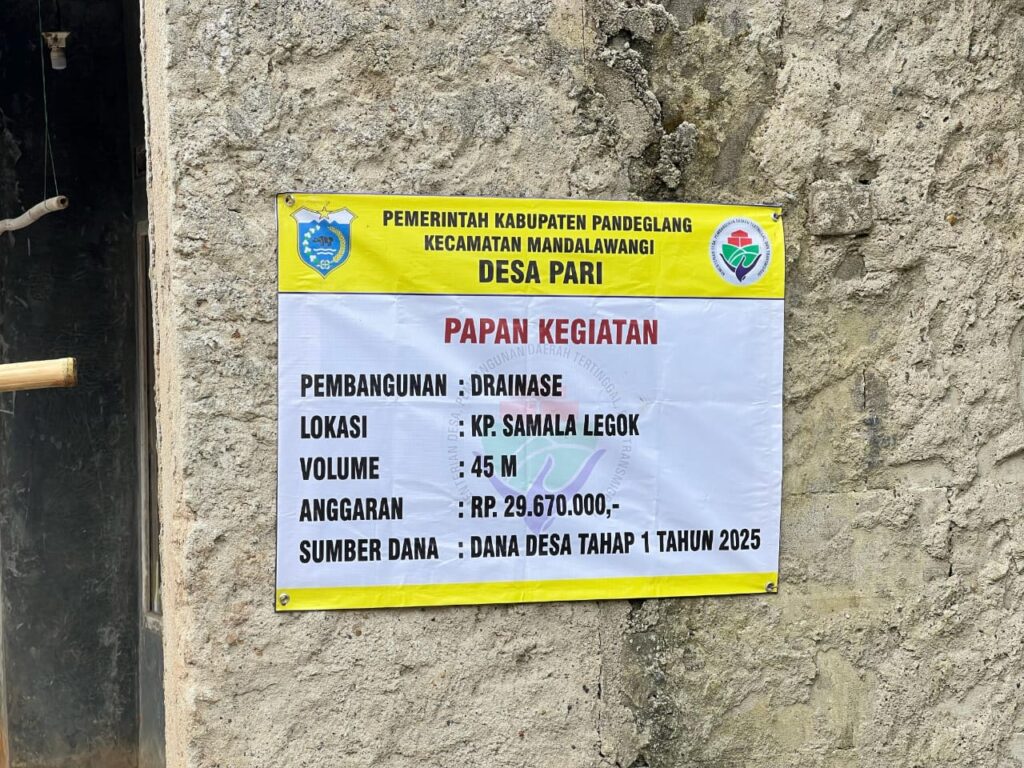 PEMERINTAH KABUPATEN PANDEGLANG
KECAMATAN MANDALAWANGI
DESA PARI
PAPAN KEGIATAN
PEMBANGUNAN : DRAINASE
LOKASI : KP. SAMALA LEGOK
VOLUME : 45 M
ANGGARAN : RP. 29.670.000,-
SUMBER DANA : DANA DESA TAHAP 1 TAHUN 2025